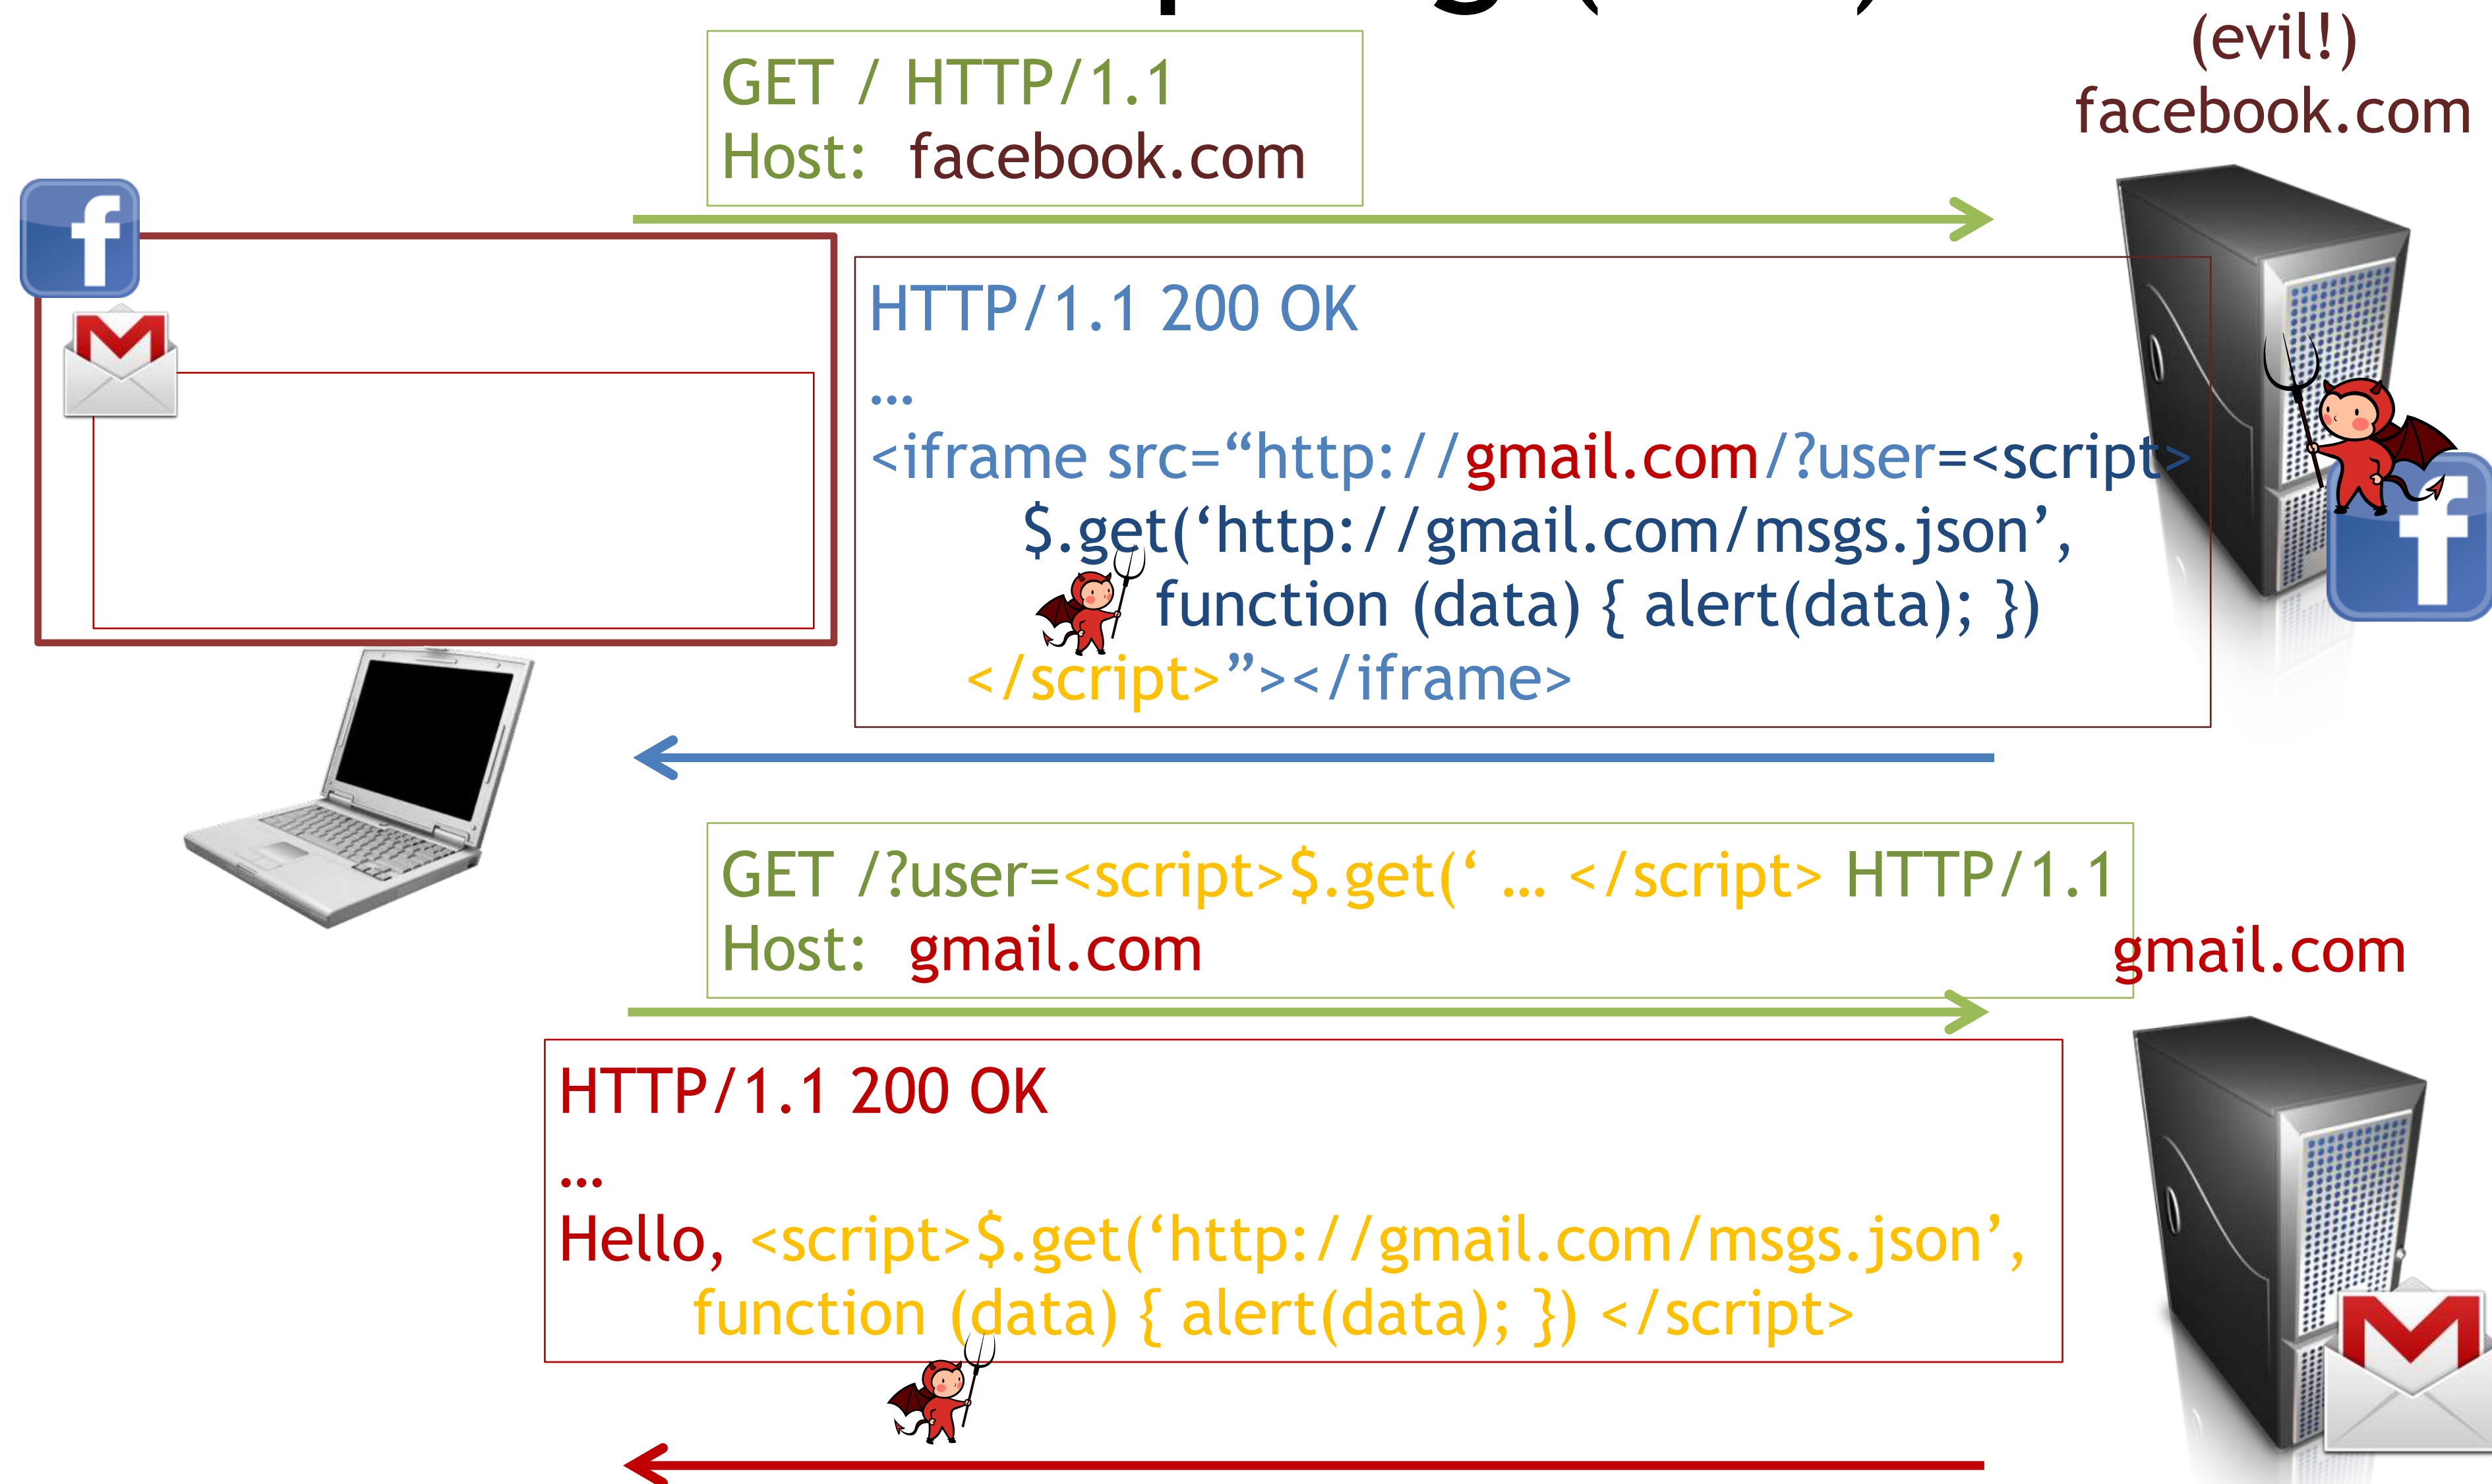 (evil!)
facebook.com
GET / HTTP/1.1
Host: facebook.com
HTTP/1.1 200 OK
…
<iframe src=“http://gmail.com/?user=<script>
$.get(‘http://gmail.com/msgs.json’,
function (data) { alert(data); })
</script>”></iframe>
GET /?user=<script>$.get(‘ … </script> HTTP/1.1
Host: gmail.com
gmail.com
HTTP/1.1 200 OK
…
Hello, <script>$.get(‘http://gmail.com/msgs.json’,
function (data) { alert(data); }) </script>